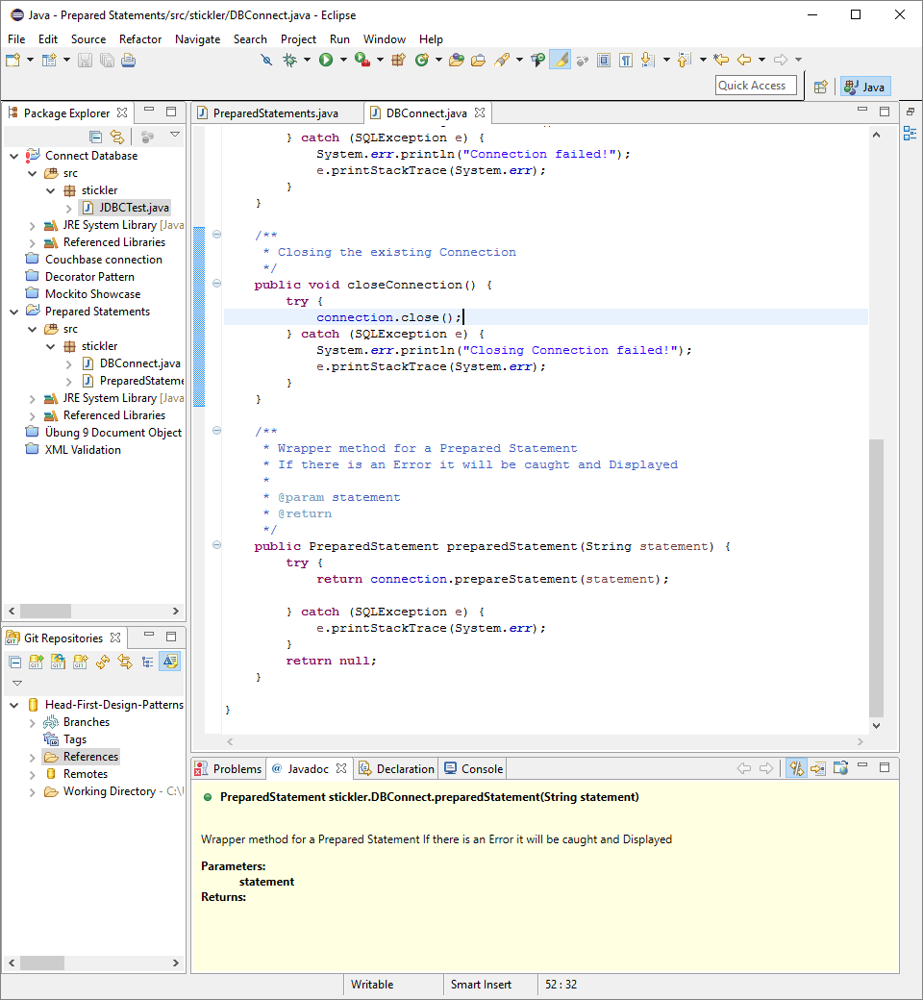 Java - Prepared Statements/src/stickler/DBConnect.java - Eclipse
File Edit Source Refactor Navigate Search Project Run Window Help
Quick Access
Java
Package Explorer
Connect Database
src
stickler
JDBCTest.java
JRE System Library [Java
Referenced Libraries
Couchbase connection
Decorator Pattern
Mockito Showcase
Prepared Statements
src
stickler
DBConnect.java
PreparedStateme
JRE System Library [Java
Referenced Libraries
Übung 9 Document Object
XML Validation
Git Repositories
Head-First-Design-Patterns
Branches
Tags
References
Remotes
Working Directory - C:\U
PreparedStatements.java
DBConnect.java
} catch (SQLException e) {
System.err.println("Connection failed!");
e.printStackTrace(System.err);
}
}
/**
* Closing the existing Connection
*/
public void closeConnection() {
try {
connection.close();
} catch (SQLException e) {
System.err.println("Closing Connection failed!");
e.printStackTrace(System.err);
}
}
/**
* Wrapper method for a Prepared Statement
* If there is an Error it will be caught and Displayed
*
* @param statement
* @return
*/
public PreparedStatement preparedStatement(String statement) {
try {
return connection.prepareStatement(statement);
} catch (SQLException e) {
e.printStackTrace(System.err);
}
return null;
}
}
Problems
Javadoc
Declaration
Console
PreparedStatement stickler.DBConnect.preparedStatement(String statement)
Wrapper method for a Prepared Statement If there is an Error it will be caught and Displayed
Parameters:
statement
Returns:
Writable
Smart Insert
52 : 32